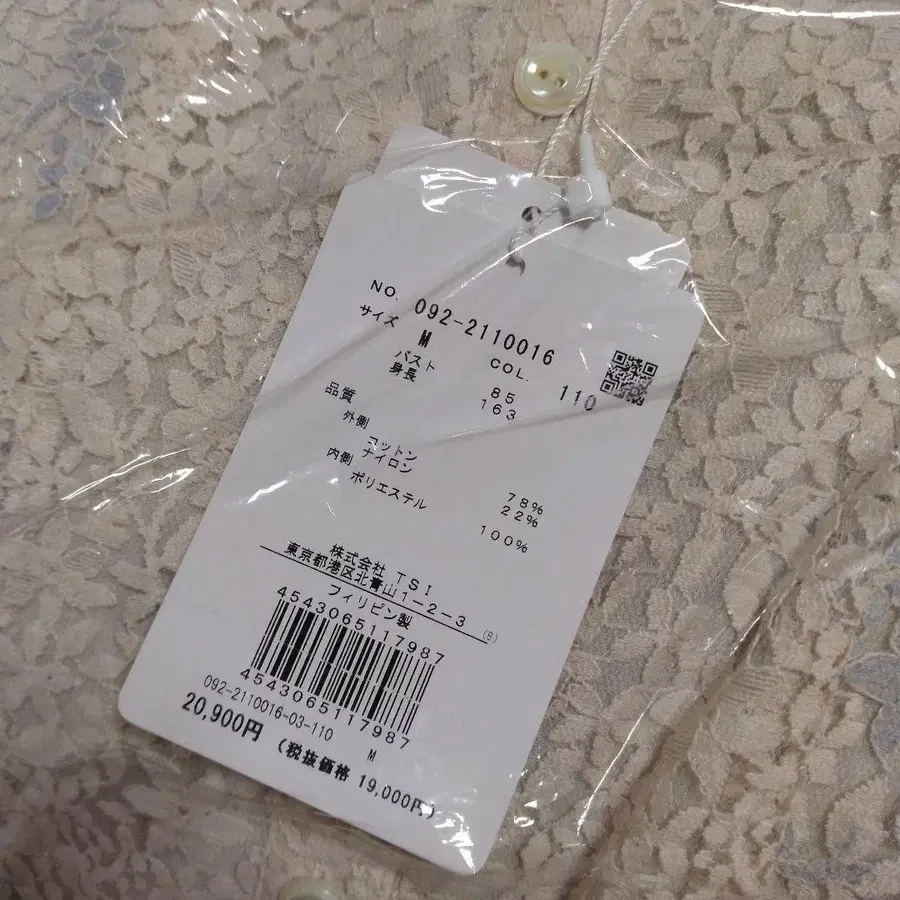 NO. 092-2110016
サイズ M COL. 110
バスト 85
身長 163
品質
外側
コットン 78%
ナイロン 22%
内側
ポリエステル 100%
株式会社 TSI
東京都港区北青山1-2-3
フィリピン製 (B)
4543065117987
4543065117987
092-2110016-03-110 M
20,900円 (税抜価格 19,000円)